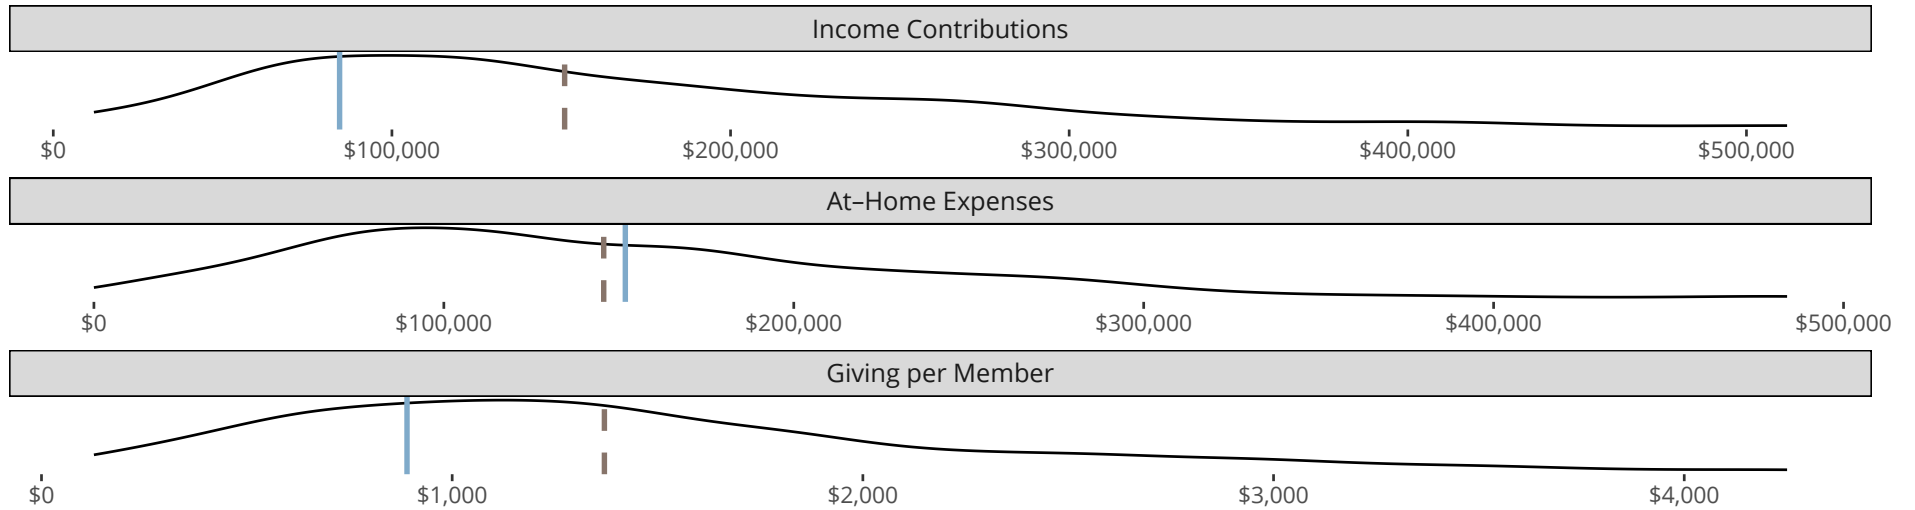 Income Contributions
$0 $100,000 $200,000 $300,000 $400,000 $500,000
At–Home Expenses
$0 $100,000 $200,000 $300,000 $400,000 $500,000
Giving per Member
$0 $1,000 $2,000 $3,000 $4,000